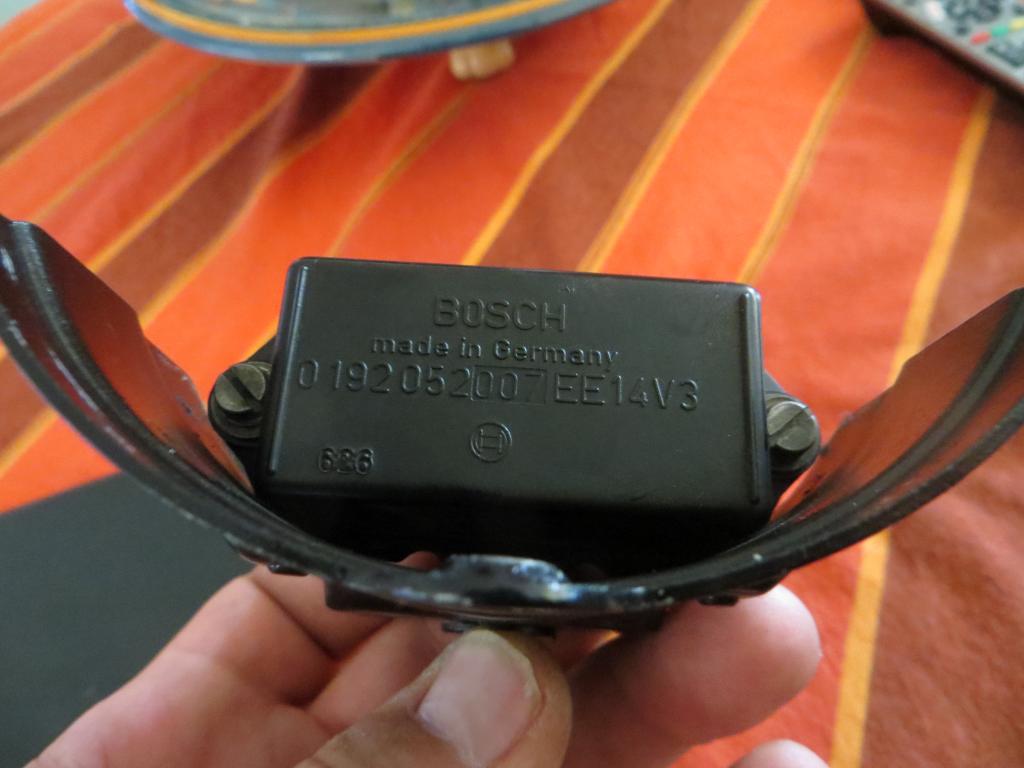 BOSCH
made in Germany
0 192 052 007 EE14V3
626